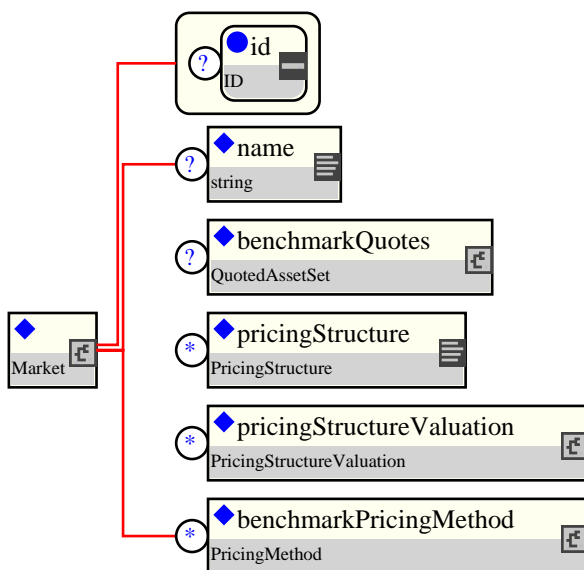 id
?
ID
name
?
string
benchmarkQuotes
?
QuotedAssetSet
Market
pricingStructure
*
PricingStructure
pricingStructureValuation
*
PricingStructureValuation
benchmarkPricingMethod
*
PricingMethod